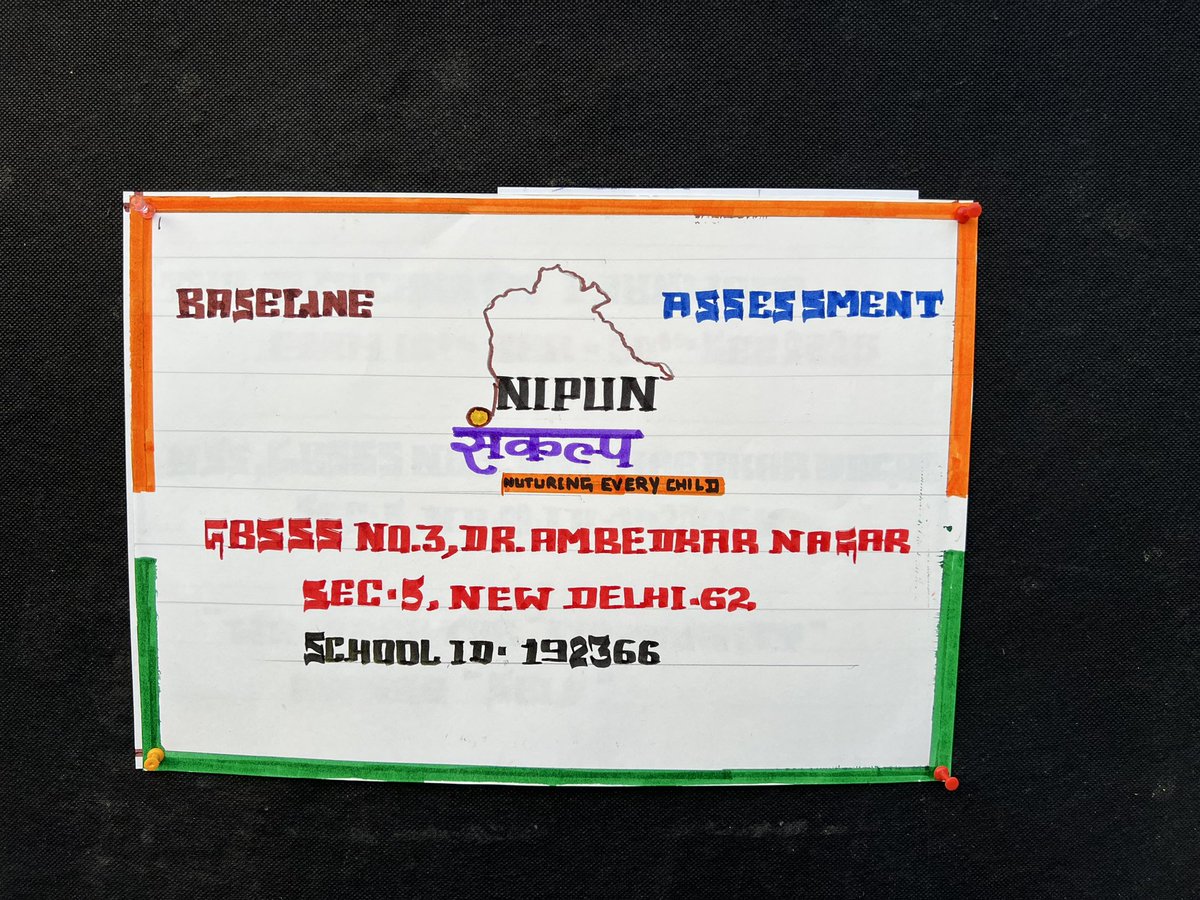 BASELINE ASSESSMENT
NIPUN
संकल्प
NUTURING EVERY CHILD
GBSSS NO.3, DR. AMBEDKAR NAGAR
SEC-5, NEW DELHI-62
SCHOOL ID- 192366